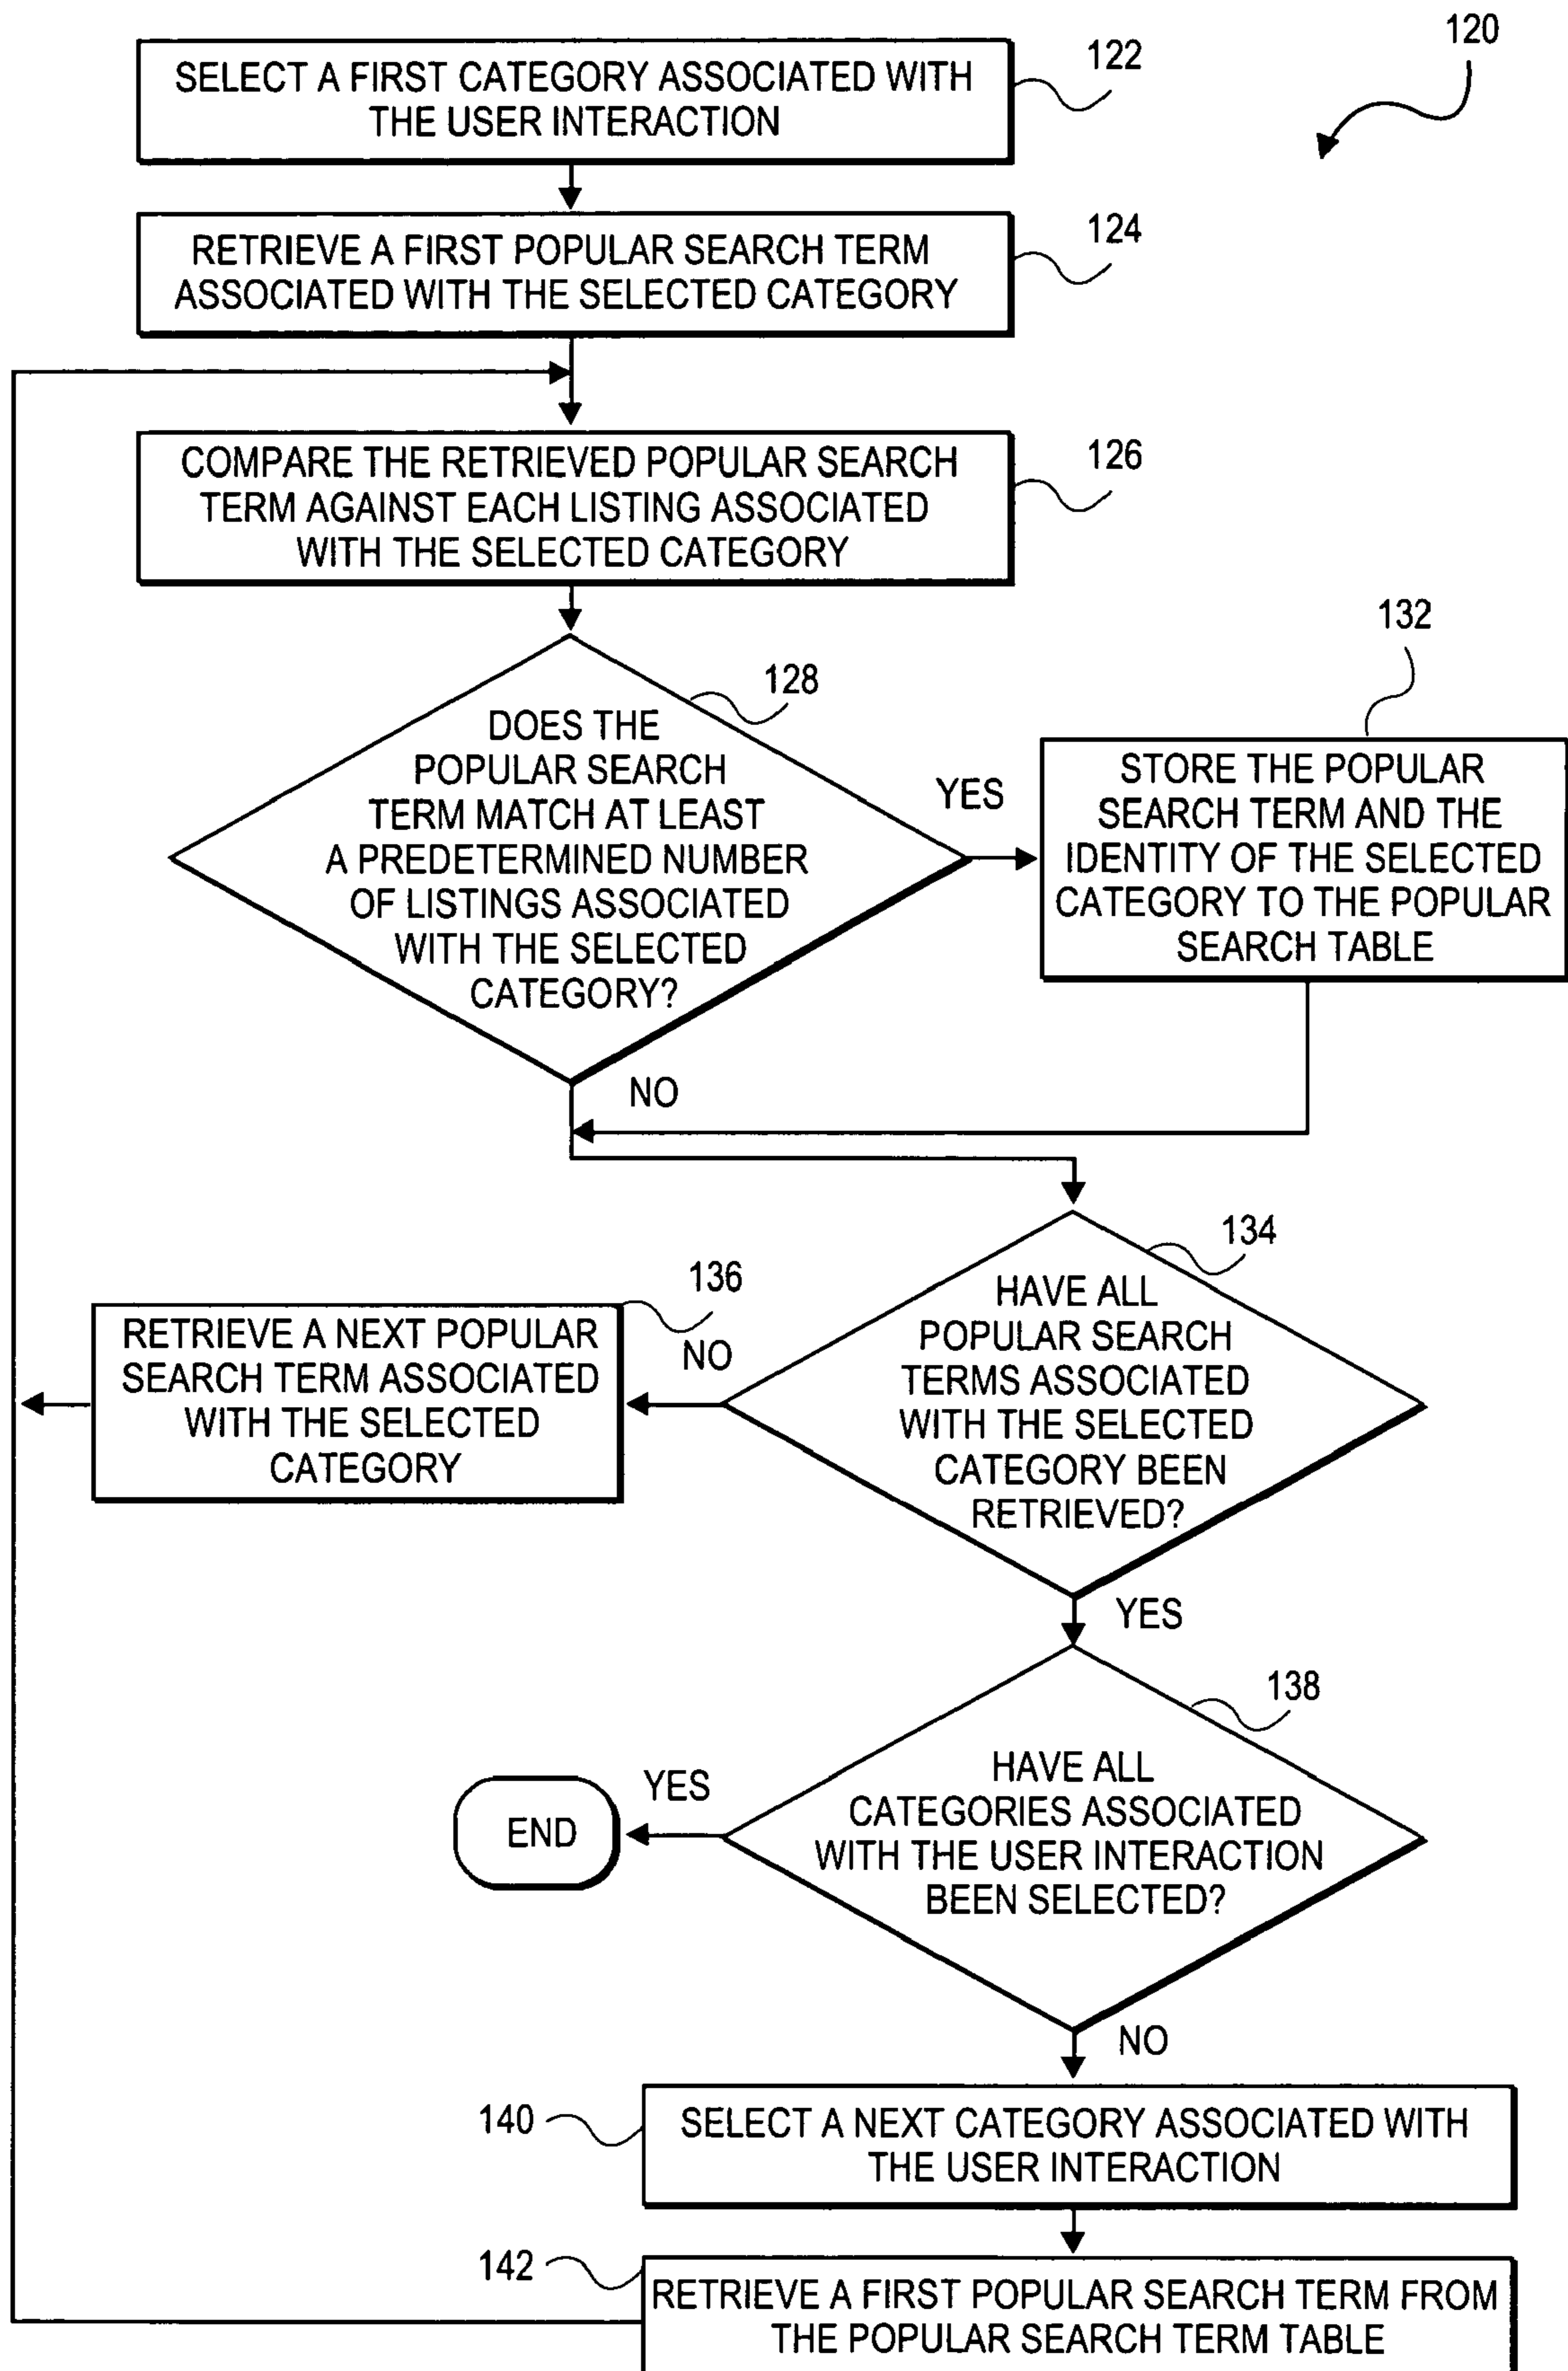 120
SELECT A FIRST CATEGORY ASSOCIATED WITH
THE USER INTERACTION
122
RETRIEVE A FIRST POPULAR SEARCH TERM
ASSOCIATED WITH THE SELECTED CATEGORY
124
COMPARE THE RETRIEVED POPULAR SEARCH
TERM AGAINST EACH LISTING ASSOCIATED
WITH THE SELECTED CATEGORY
126
DOES THE
POPULAR SEARCH
TERM MATCH AT LEAST
A PREDETERMINED NUMBER
OF LISTINGS ASSOCIATED
WITH THE SELECTED
CATEGORY?
128
YES
132
STORE THE POPULAR
SEARCH TERM AND THE
IDENTITY OF THE SELECTED
CATEGORY TO THE POPULAR
SEARCH TABLE
NO
HAVE ALL
POPULAR SEARCH
TERMS ASSOCIATED
WITH THE SELECTED
CATEGORY BEEN
RETRIEVED?
134
NO
136
RETRIEVE A NEXT POPULAR
SEARCH TERM ASSOCIATED
WITH THE SELECTED
CATEGORY
YES
138
HAVE ALL
CATEGORIES ASSOCIATED
WITH THE USER INTERACTION
BEEN SELECTED?
YES
END
NO
140
SELECT A NEXT CATEGORY ASSOCIATED WITH
THE USER INTERACTION
142
RETRIEVE A FIRST POPULAR SEARCH TERM FROM
THE POPULAR SEARCH TERM TABLE